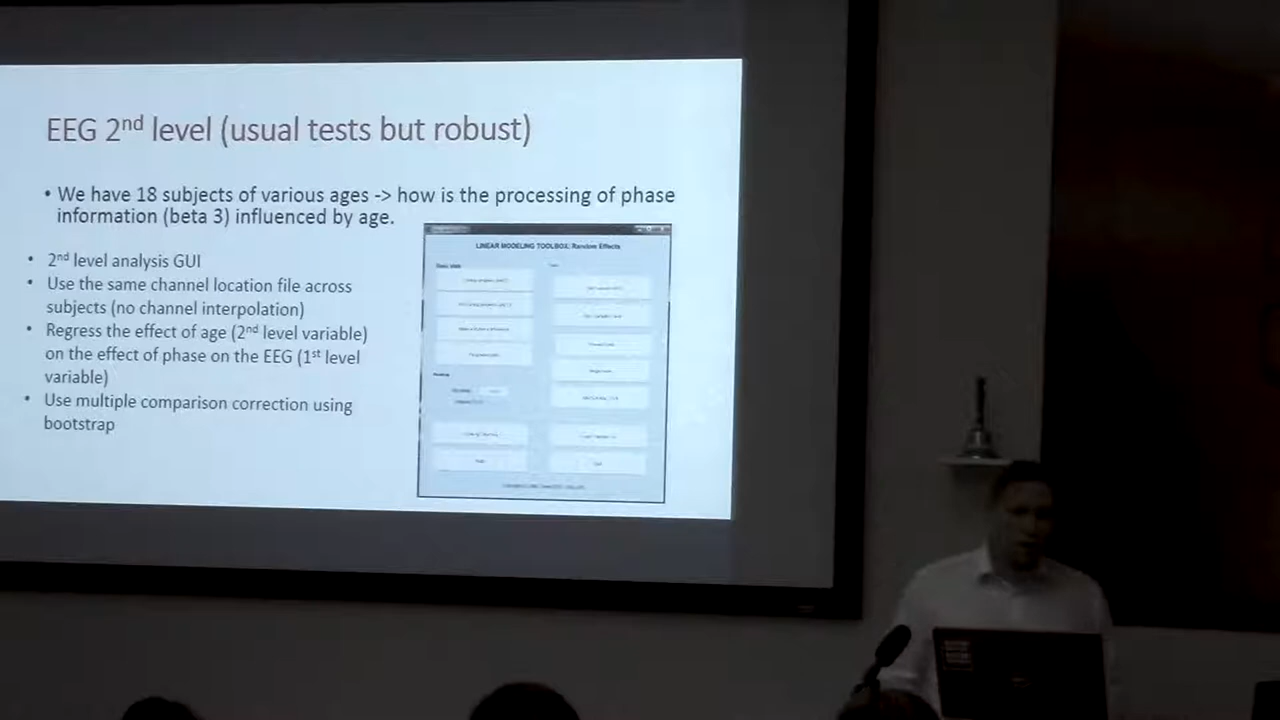 EEG 2nd level (usual tests but robust)
• We have 18 subjects of various ages -> how is the processing of phase
information (beta 3) influenced by age.
• 2nd level analysis GUI
• Use the same channel location file across
subjects (no channel interpolation)
• Regress the effect of age (2nd level variable)
on the effect of phase on the EEG (1st level
variable)
• Use multiple comparison correction using
bootstrap
LINEAR MODELING TOOLBOX: Random Effects